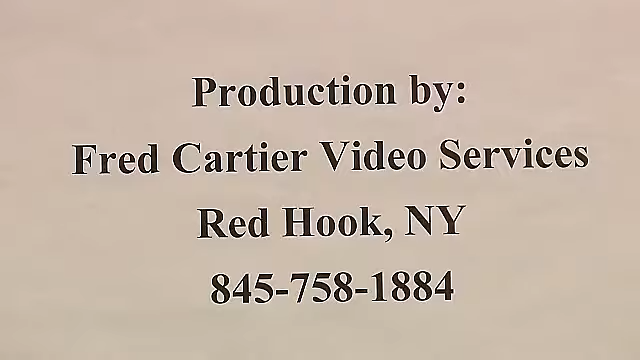 Production by:
Fred Cartier Video Services
Red Hook, NY
845-758-1884